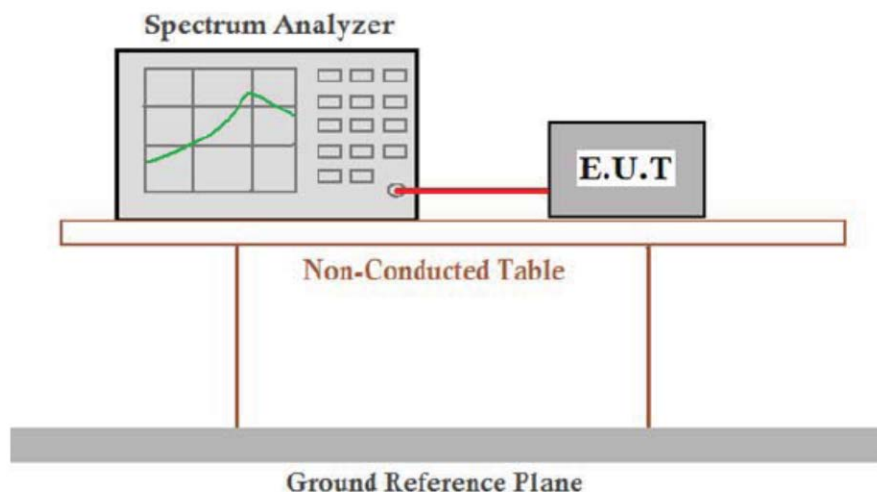 Spectrum Analyzer
E.U.T
Non-Conducted Table
Ground Reference Plane